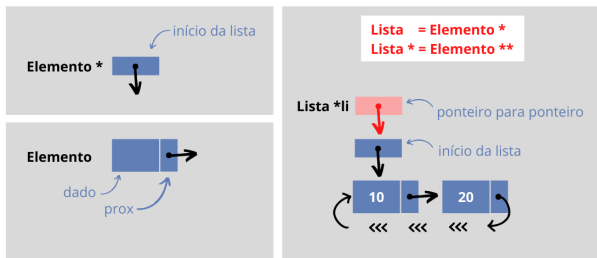 início da lista
Elemento *
Elemento
dado
prox
Lista = Elemento *
Lista * = Elemento **
Lista *li
ponteiro para ponteiro
início da lista
10 20
<<< <<< <<<